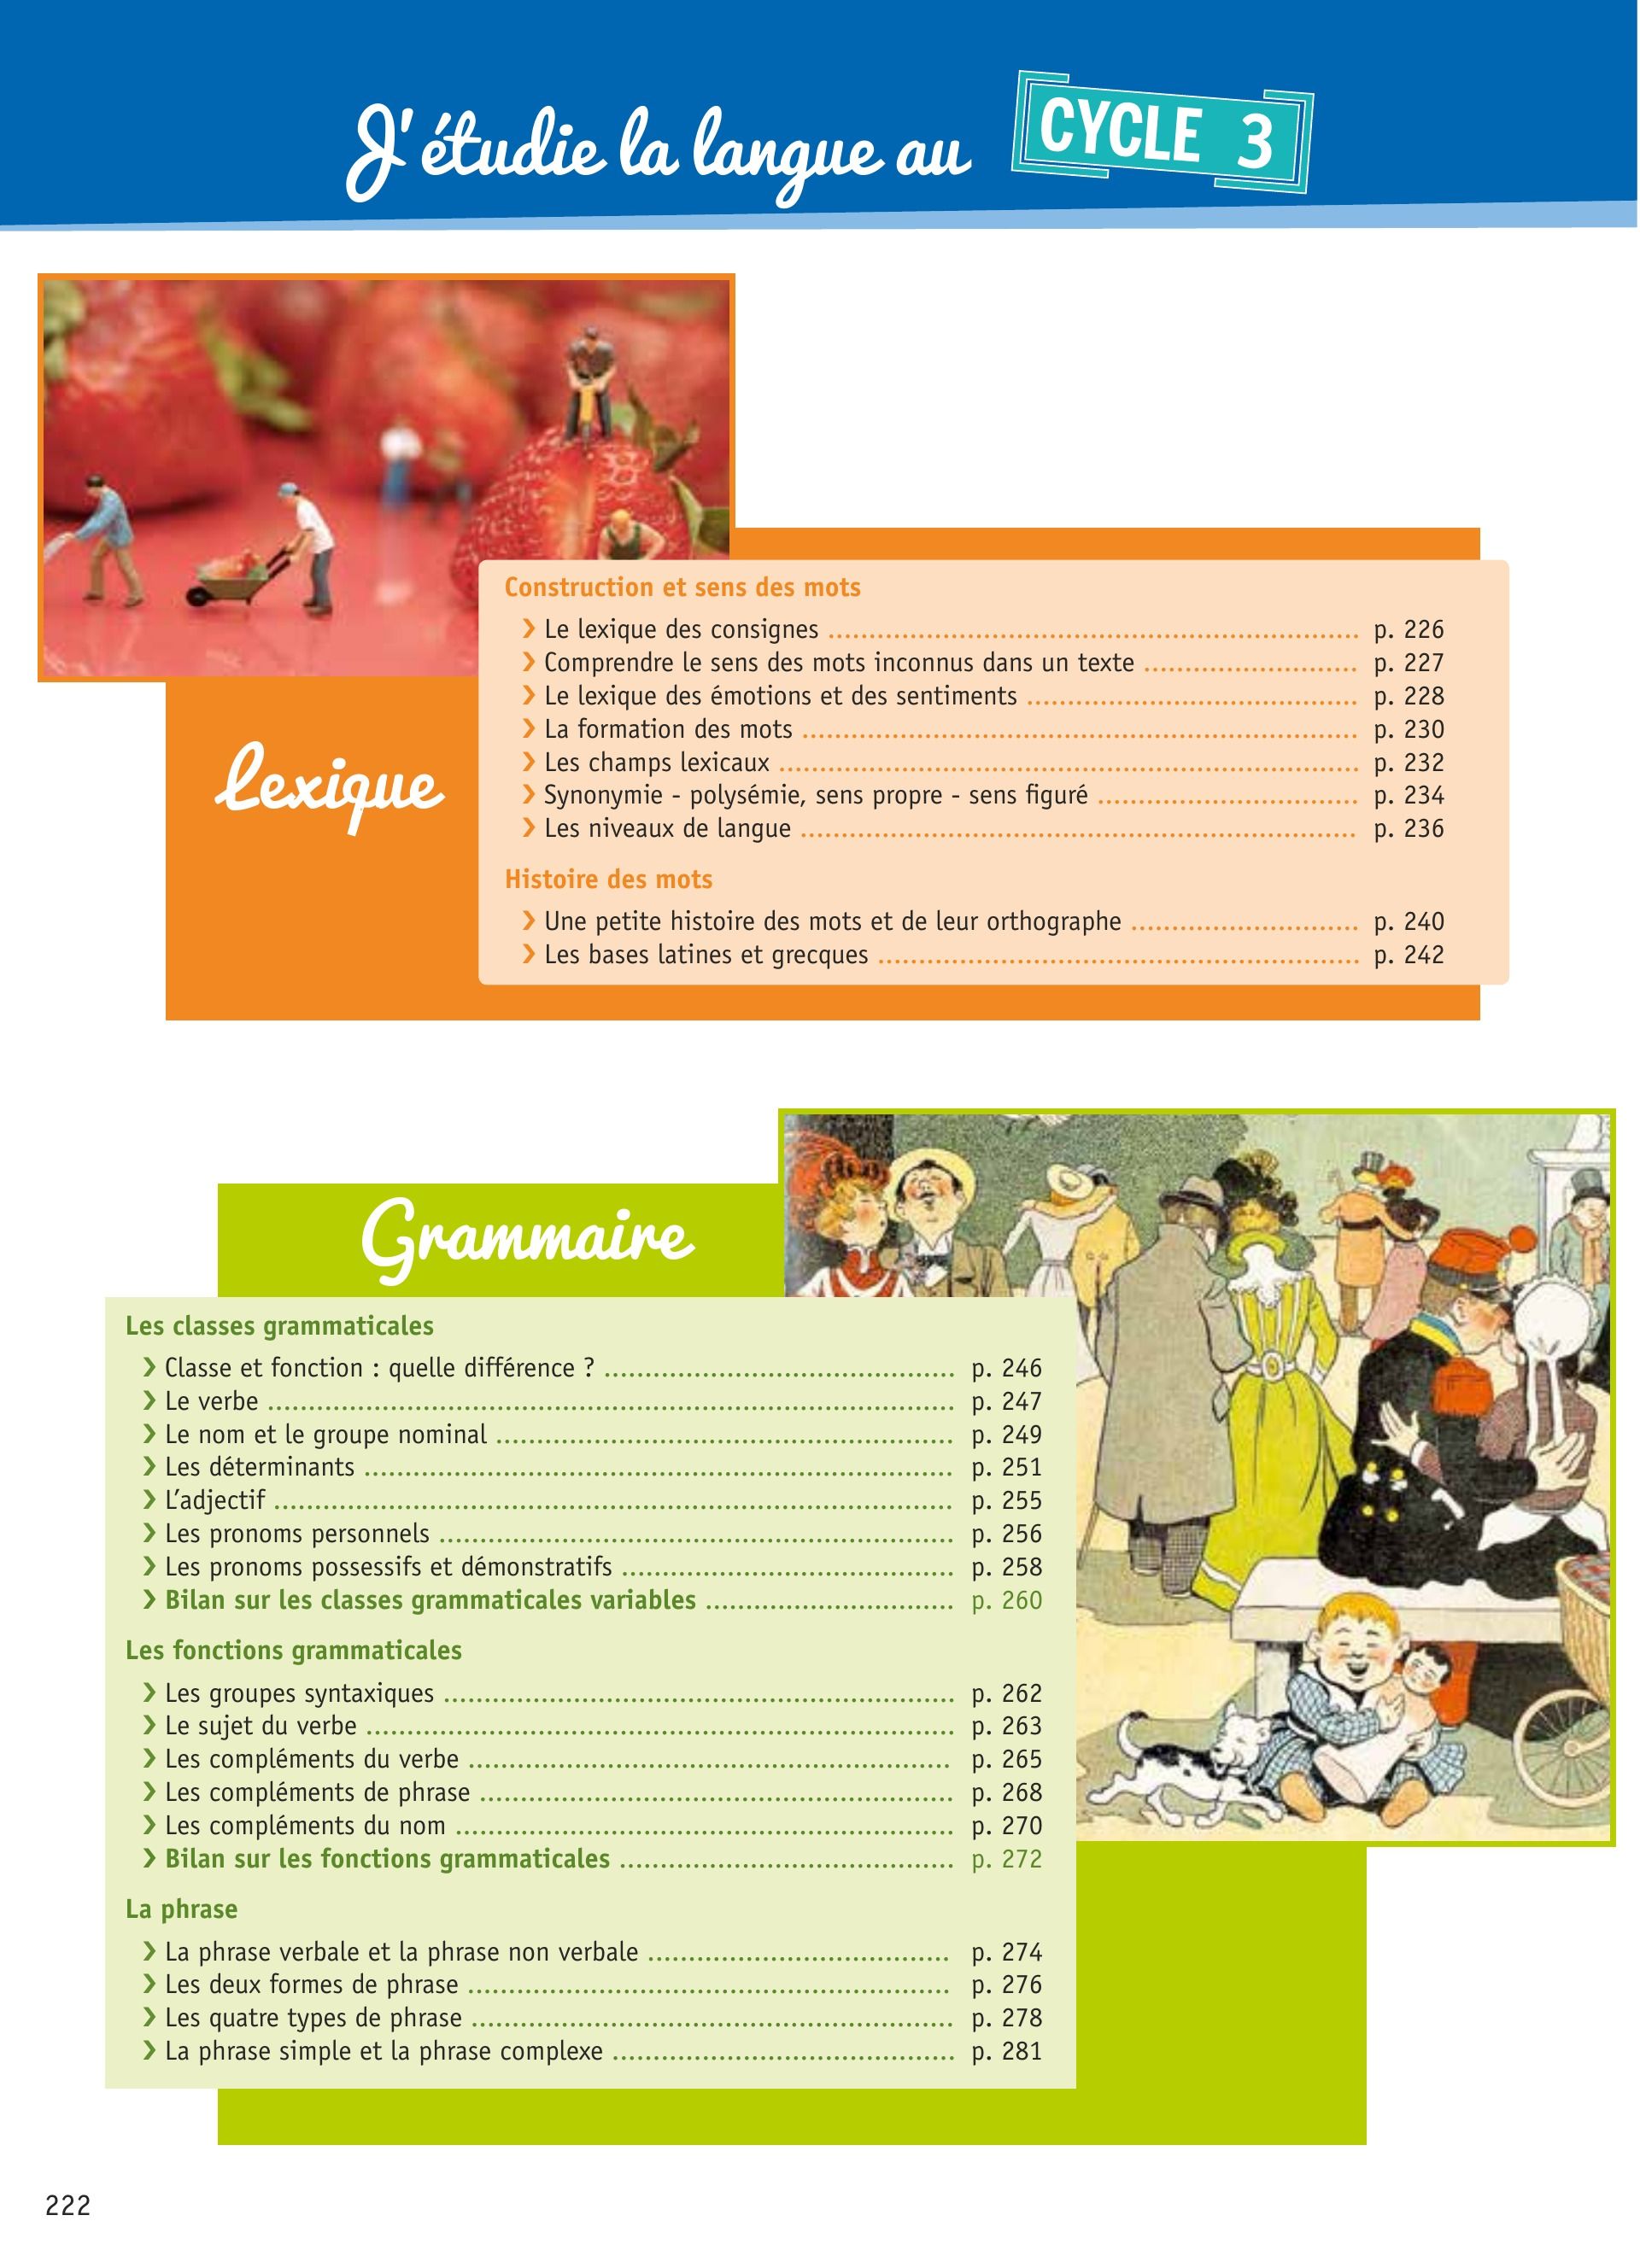 J'étudie la langue au CYCLE 3
Construction et sens des mots
❯ Le lexique des consignes ........ p. 226
❯ Comprendre le sens des mots inconnus dans un texte ........ p. 227
❯ Le lexique des émotions et des sentiments ........ p. 228
❯ La formation des mots ........ p. 230
❯ Les champs lexicaux ........ p. 232
❯ Synonymie - polysémie, sens propre - sens figuré ........ p. 234
❯ Les niveaux de langue ........ p. 236
Lexique
Histoire des mots
❯ Une petite histoire des mots et de leur orthographe ........ p. 240
❯ Les bases latines et grecques ........ p. 242
Grammaire
Les classes grammaticales
❯ Classe et fonction : quelle différence ? ........ p. 246
❯ Le verbe ........ p. 247
❯ Le nom et le groupe nominal ........ p. 249
❯ Les déterminants ........ p. 251
❯ L'adjectif ........ p. 255
❯ Les pronoms personnels ........ p. 256
❯ Les pronoms possessifs et démonstratifs ........ p. 258
❯ Bilan sur les classes grammaticales variables ........ p. 260
Les fonctions grammaticales
❯ Les groupes syntaxiques ........ p. 262
❯ Le sujet du verbe ........ p. 263
❯ Les compléments du verbe ........ p. 265
❯ Les compléments de phrase ........ p. 268
❯ Les compléments du nom ........ p. 270
❯ Bilan sur les fonctions grammaticales ........ p. 272
La phrase
❯ La phrase verbale et la phrase non verbale ........ p. 274
❯ Les deux formes de phrase ........ p. 276
❯ Les quatre types de phrase ........ p. 278
❯ La phrase simple et la phrase complexe ........ p. 281
222